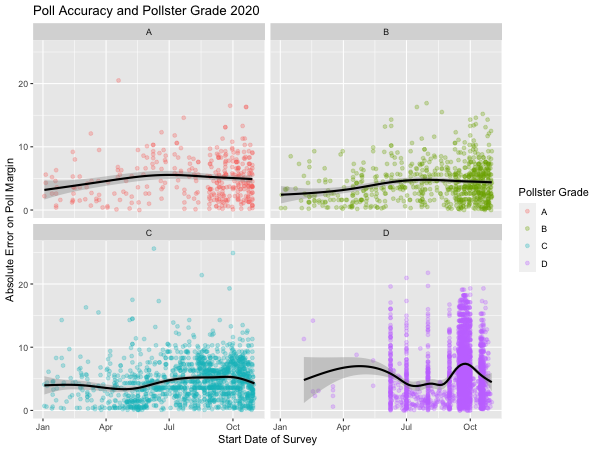 Poll Accuracy and Pollster Grade 2020
A
B
20
10
0
C
D
20
10
0
Jan
Apr
Jul
Oct
Jan
Apr
Jul
Oct
Start Date of Survey
Absolute Error on Poll Margin
Pollster Grade
A
B
C
D